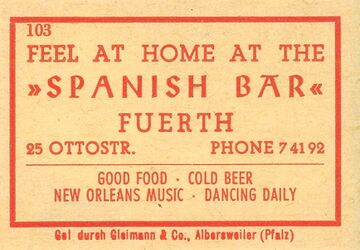 103
FEEL AT HOME AT THE
»SPANISH BAR«
FUERTH
25 OTTOSTR. PHONE 74192
GOOD FOOD · COLD BEER
NEW ORLEANS MUSIC · DANCING DAILY
Gel durch Gleimann & Co., Albersweiler (Pfalz)